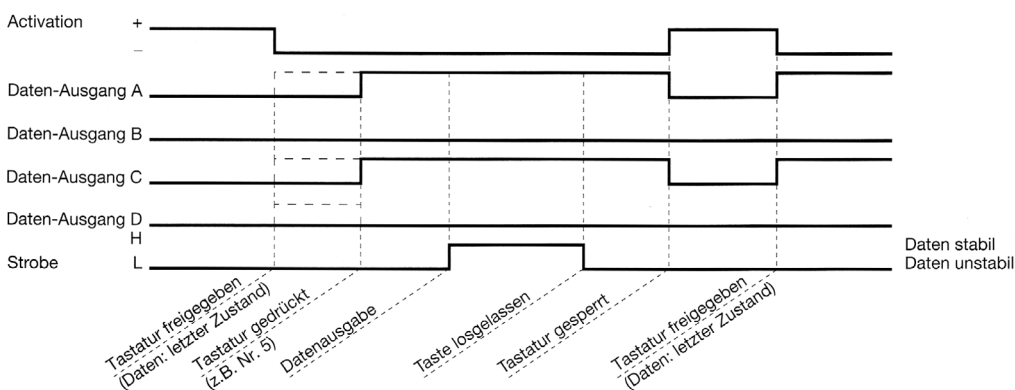 Activation +
–
Daten-Ausgang A
Daten-Ausgang B
Daten-Ausgang C
Daten-Ausgang D
H
Strobe L
Daten stabil
Daten unstabil
Tastatur freigegeben
(Daten: letzter Zustand)
Tastatur gedrückt
(z.B. Nr. 5)
Datenausgabe
Taste losgelassen
Tastatur gesperrt
Tastatur freigegeben
(Daten: letzter Zustand)